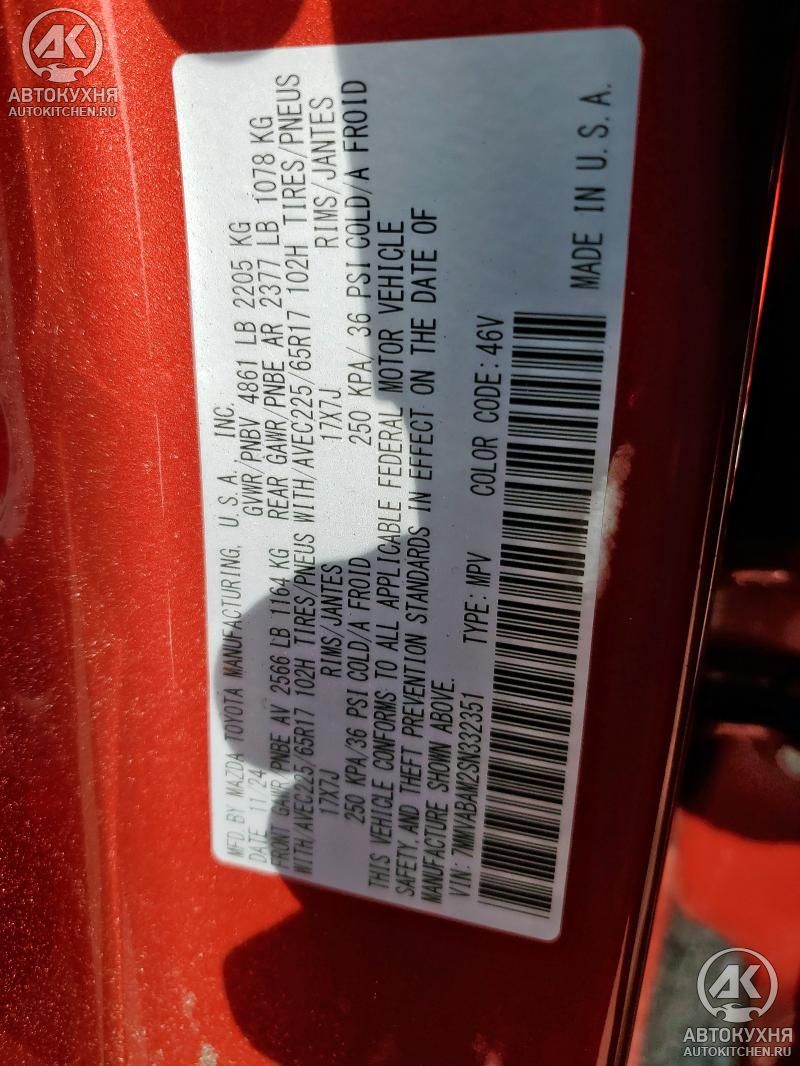 АК
АВТОКУХНЯ
AUTOKITCHEN.RU
MFD. BY MAZDA TOYOTA MANUFACTURING, U. S. A., INC.
DATE 11/24 GVWR/PNBV 4861 LB 2205 KG
FRONT GAWR/PNBE AV 2566 LB 1164 KG REAR GAWR/PNBE AR 2377 LB 1078 KG
WITH/AVEC225/65R17 102H TIRES/PNEUS WITH/AVEC225/65R17 102H TIRES/PNEUS
17X7J RIMS/JANTES 17X7J RIMS/JANTES
250 KPA/36 PSI COLD/A FROID 250 KPA/ 36 PSI COLD/A FROID
THIS VEHICLE CONFORMS TO ALL APPLICABLE FEDERAL MOTOR VEHICLE
SAFETY, AND THEFT PREVENTION STANDARDS IN EFFECT ON THE DATE OF
MANUFACTURE SHOWN ABOVE.
VIN: 7MMVABAM2SN332351 TYPE: MPV COLOR CODE: 46V
MADE IN U. S. A.
АК
АВТОКУХНЯ
AUTOKITCHEN.RU